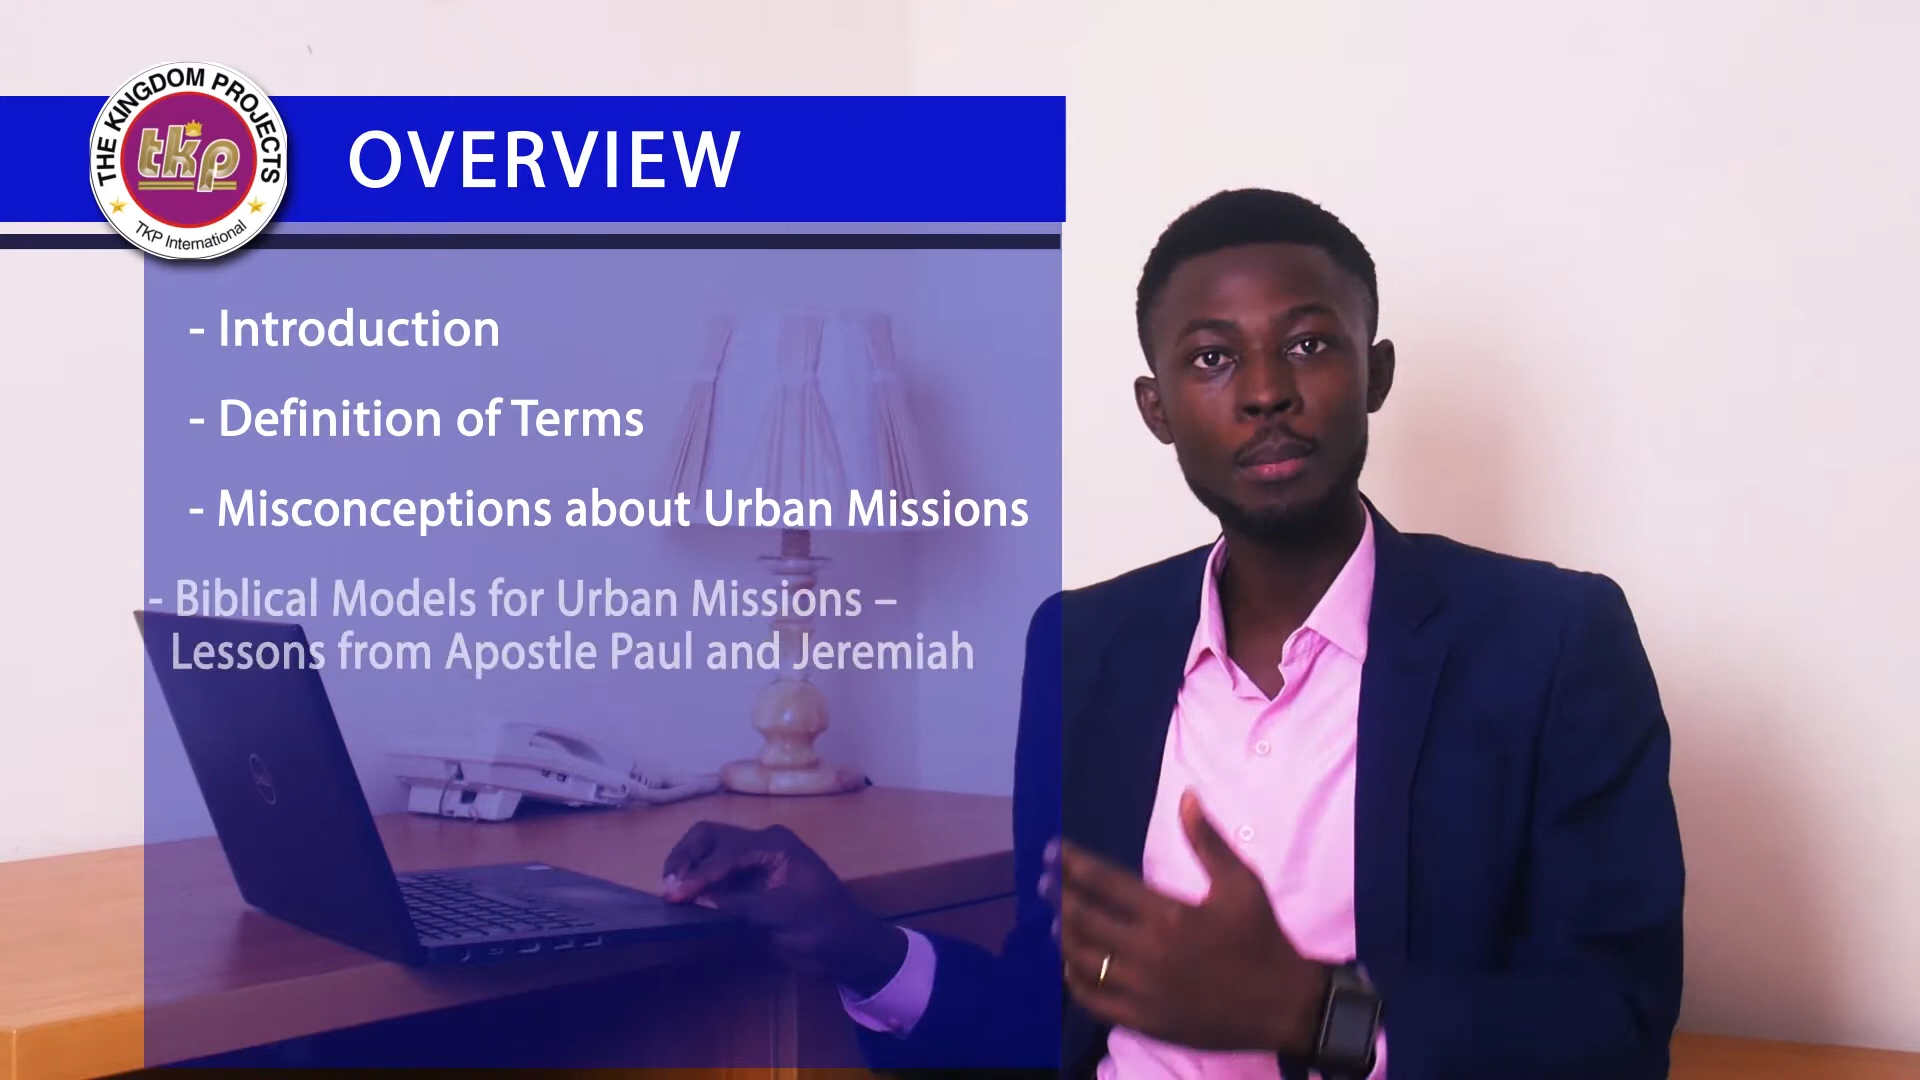 THE KINGDOM PROJECTS
tkp
TKP International
OVERVIEW
- Introduction
- Definition of Terms
- Misconceptions about Urban Missions
- Biblical Models for Urban Missions –
Lessons from Apostle Paul and Jeremiah